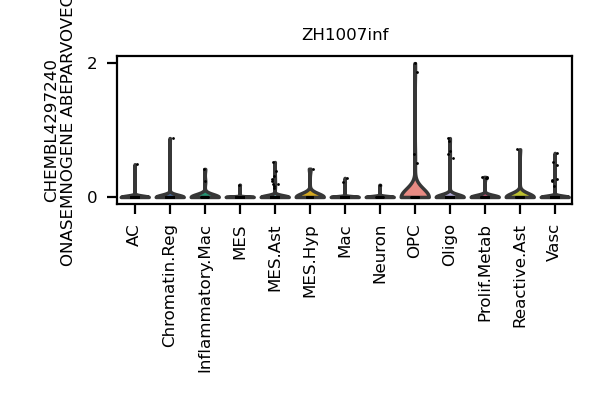 ZH1007inf
CHEMBL4297240
ONASEMNOGENE ABEPARVOVEC
2
0
AC
Chromatin.Reg
Inflammatory.Mac
MES
MES.Ast
MES.Hyp
Mac
Neuron
OPC
Oligo
Prolif.Metab
Reactive.Ast
Vasc